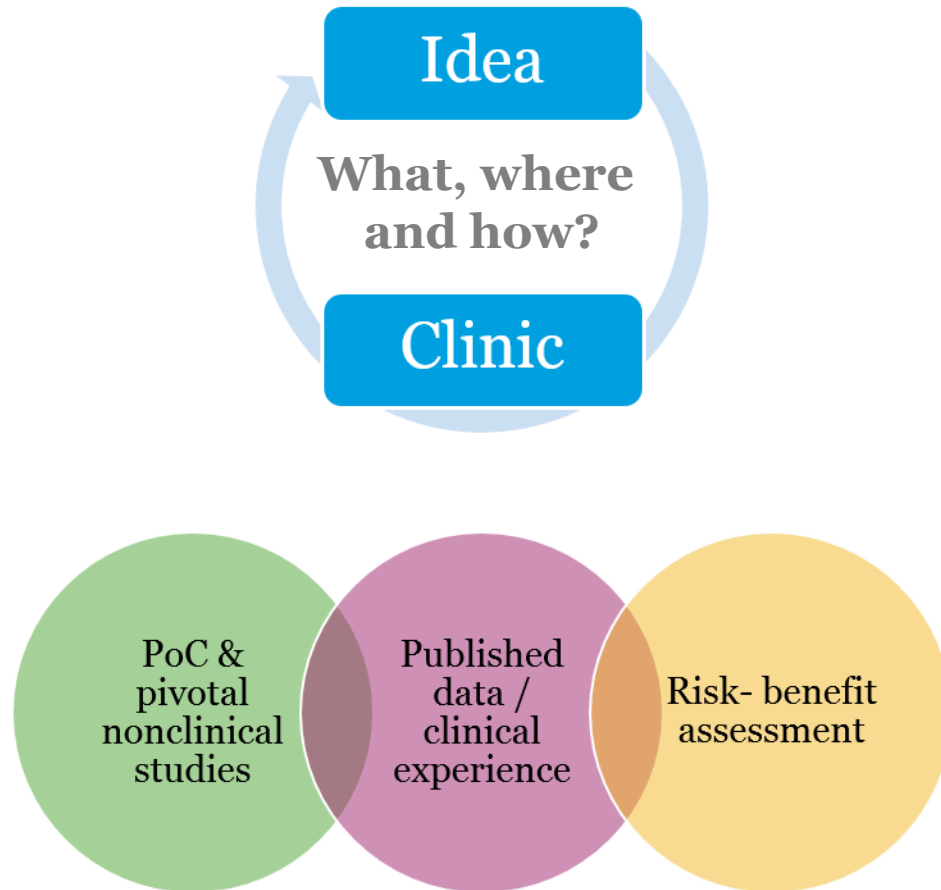 Idea
What, where
and how?
Clinic
PoC &
pivotal
nonclinical
studies
Published
data /
clinical
experience
Risk- benefit
assessment